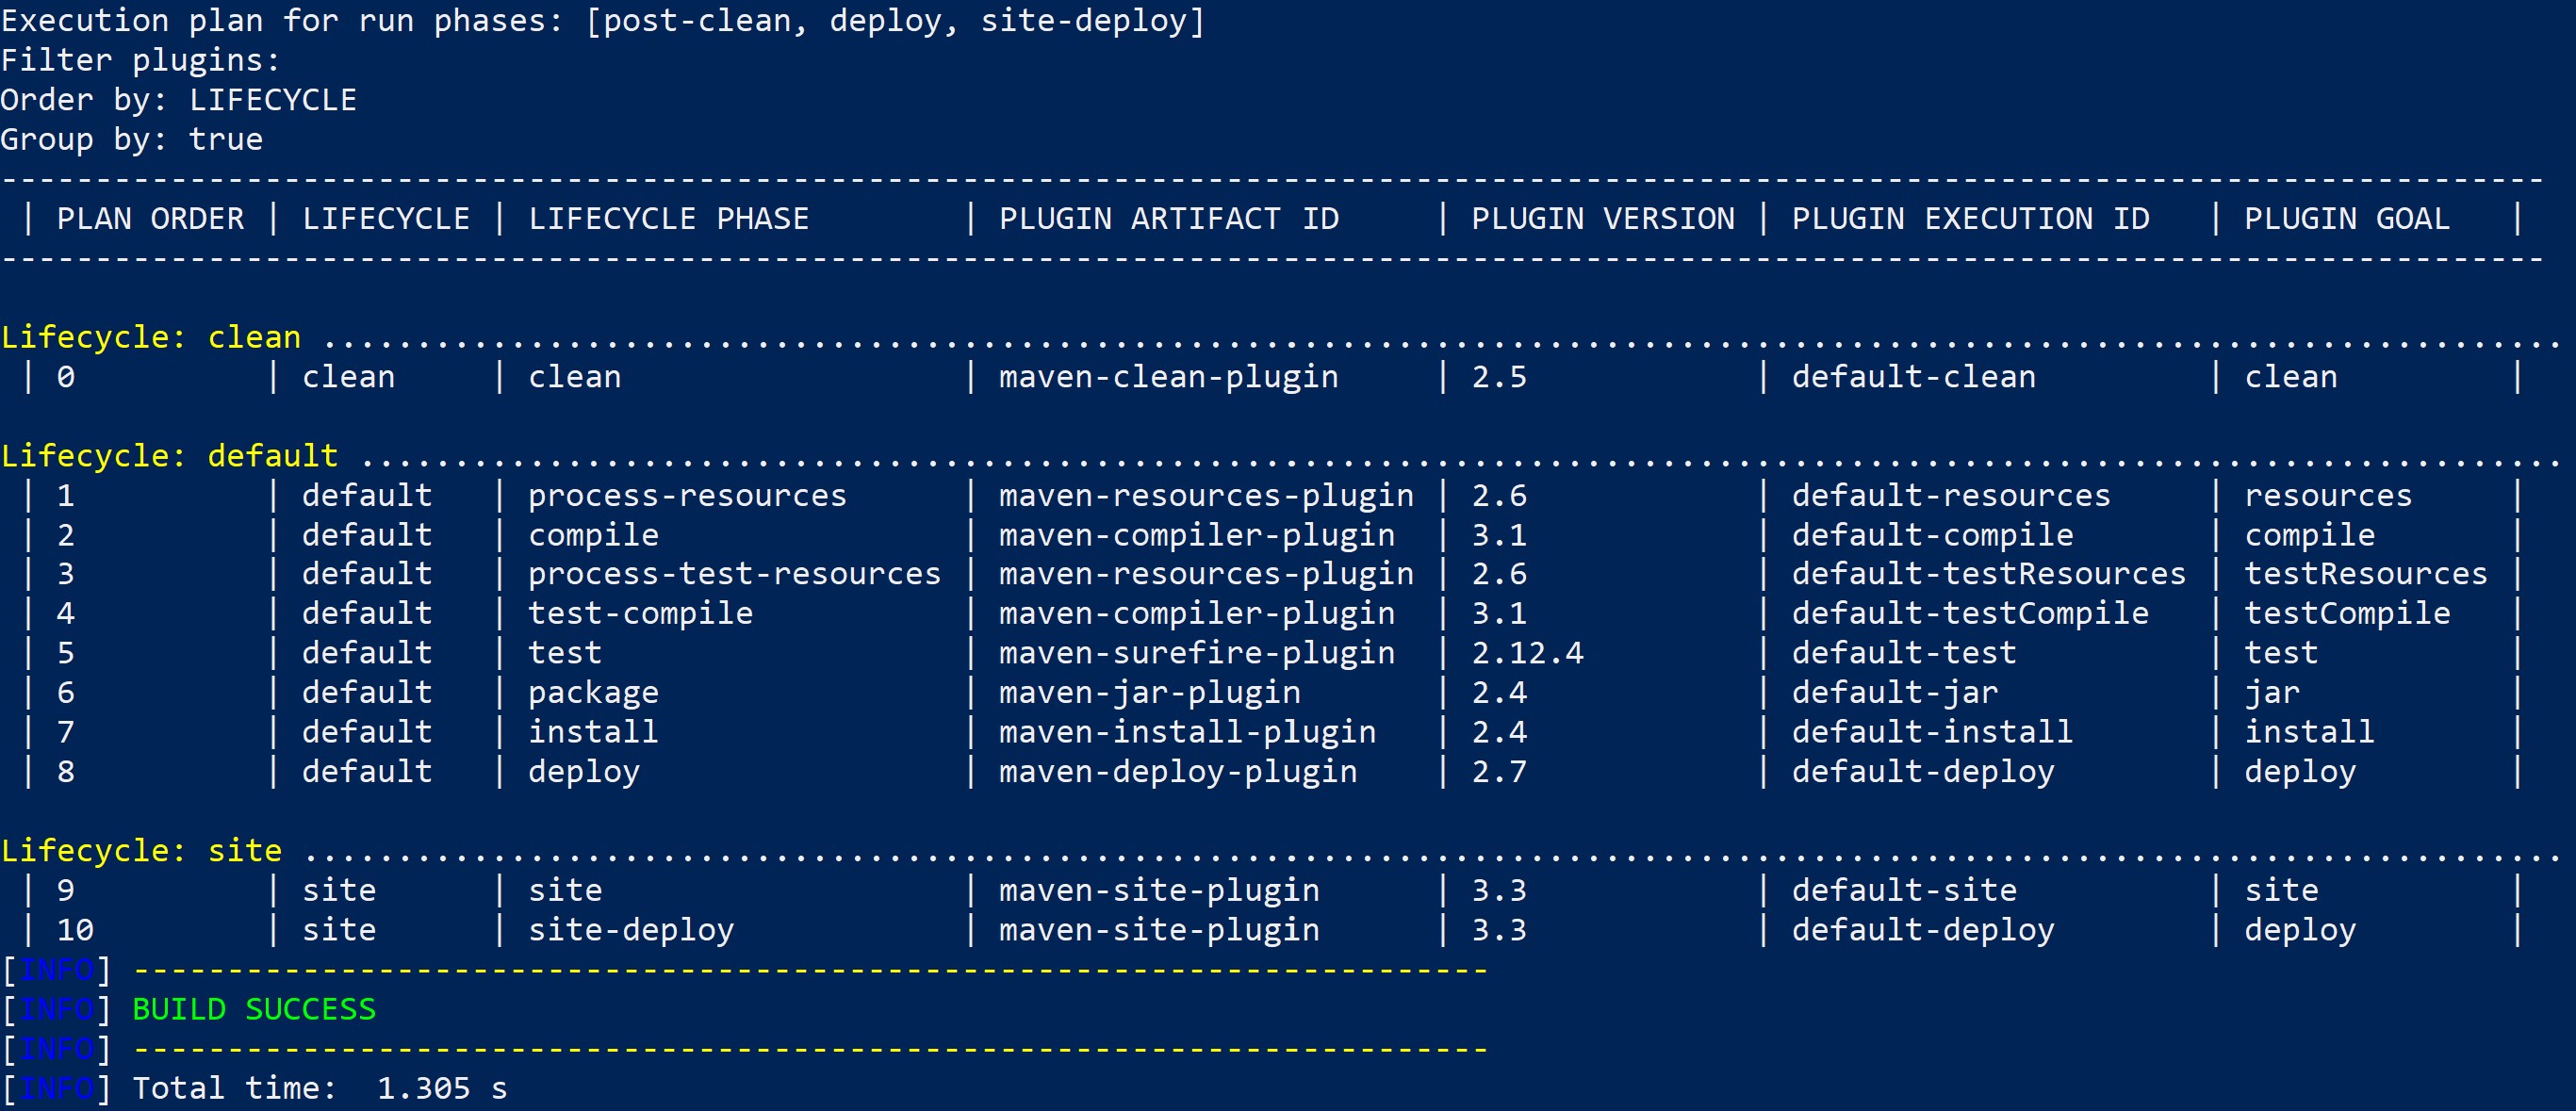 Execution plan for run phases: [post-clean, deploy, site-deploy]
Filter plugins:
Order by: LIFECYCLE
Group by: true
----------------------------------------------------------------------------------------------------------------------------------------
| PLAN ORDER | LIFECYCLE | LIFECYCLE PHASE        | PLUGIN ARTIFACT ID     | PLUGIN VERSION | PLUGIN EXECUTION ID   | PLUGIN GOAL   |
----------------------------------------------------------------------------------------------------------------------------------------
Lifecycle: clean .......................................................................................................................
| 0          | clean     | clean                  | maven-clean-plugin     | 2.5            | default-clean         | clean         |
Lifecycle: default .....................................................................................................................
| 1          | default   | process-resources      | maven-resources-plugin | 2.6            | default-resources     | resources     |
| 2          | default   | compile                | maven-compiler-plugin  | 3.1            | default-compile       | compile       |
| 3          | default   | process-test-resources | maven-resources-plugin | 2.6            | default-testResources | testResources |
| 4          | default   | test-compile           | maven-compiler-plugin  | 3.1            | default-testCompile   | testCompile   |
| 5          | default   | test                   | maven-surefire-plugin  | 2.12.4         | default-test          | test          |
| 6          | default   | package                | maven-jar-plugin       | 2.4            | default-jar           | jar           |
| 7          | default   | install                | maven-install-plugin   | 2.4            | default-install       | install       |
| 8          | default   | deploy                 | maven-deploy-plugin    | 2.7            | default-deploy        | deploy        |
Lifecycle: site ........................................................................................................................
| 9          | site      | site                   | maven-site-plugin      | 3.3            | default-site          | site          |
| 10         | site      | site-deploy            | maven-site-plugin      | 3.3            | default-deploy        | deploy        |
[INFO] ------------------------------------------------------------------------
[INFO] BUILD SUCCESS
[INFO] ------------------------------------------------------------------------
[INFO] Total time:  1.305 s